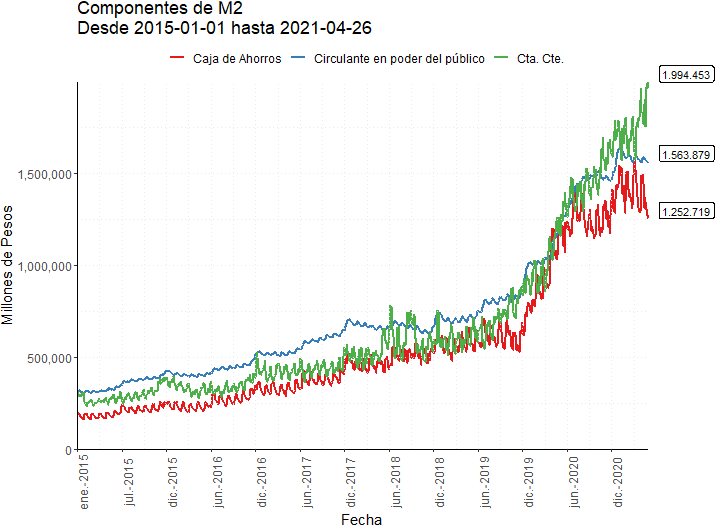 Componentes de M2
Desde 2015-01-01 hasta 2021-04-26
Caja de Ahorros
Circulante en poder del público
Cta. Cte.
1.994.453
1.563.879
1.252.719
Millones de Pesos
1,500,000
1,000,000
500,000
0
ene.-2015
jul.-2015
dic.-2015
jun.-2016
dic.-2016
jun.-2017
dic.-2017
jun.-2018
dic.-2018
jun.-2019
dic.-2019
jun.-2020
dic.-2020
Fecha